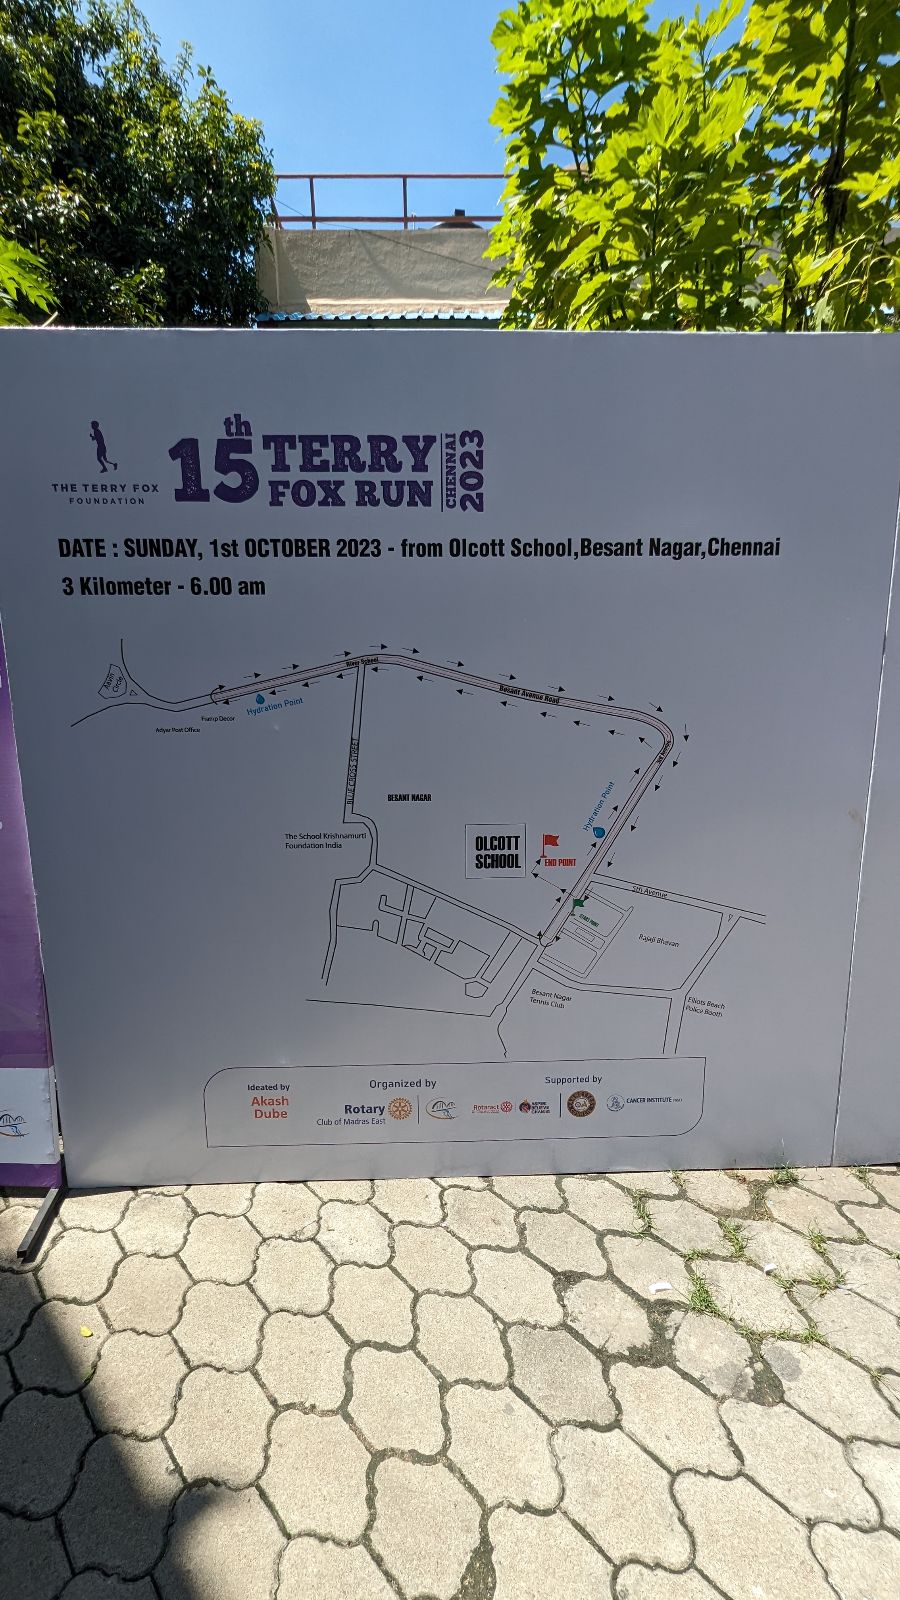 THE TERRY FOX
FOUNDATION
15th TERRY
FOX RUN
CHENNAI
2023
DATE : SUNDAY, 1st OCTOBER 2023 - from Olcott School,Besant Nagar,Chennai
3 Kilometer - 6.00 am
Circle
River School
Hydration Point
Decor
Adyar Post Office
Besant Avenue Road
BLUE CROSS STREET
BESANT NAGAR
Hydration Point
The School Krishnamurti
Foundation India
OLCOTT
SCHOOL
END POINT
5th Avenue
START POINT
Rajaji Bhavan
Besant Nagar
Tennis Club
Elliots Beach
Police Booth
Ideated by
Akash
Dube
Organized by
Rotary
Club of Madras East
Supported by
Rotaract
CANCER INSTITUTE